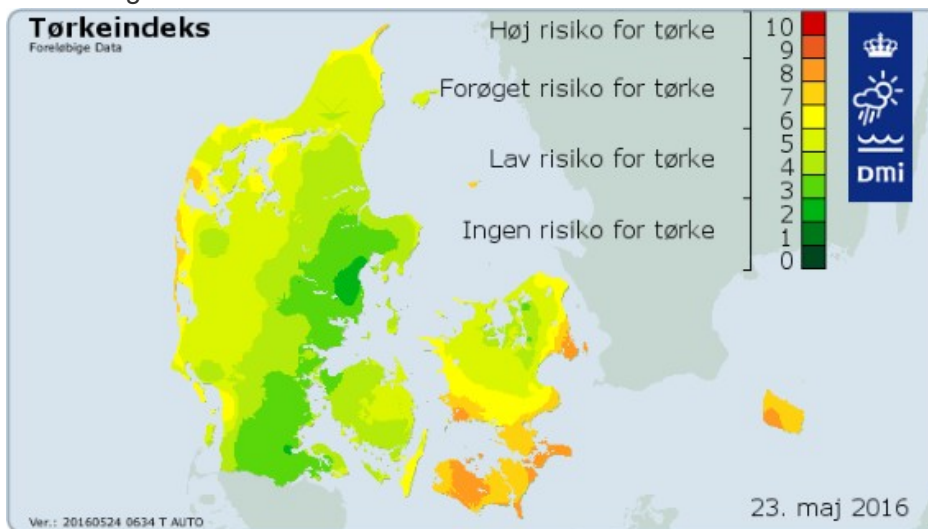 Tørkeindeks
Foreløbige Data
Høj risiko for tørke
Forøget risiko for tørke
Lav risiko for tørke
Ingen risiko for tørke
10
9
8
7
6
5
4
3
2
1
0
DMi
23. maj 2016
Ver.: 20160524 0634 T AUTO